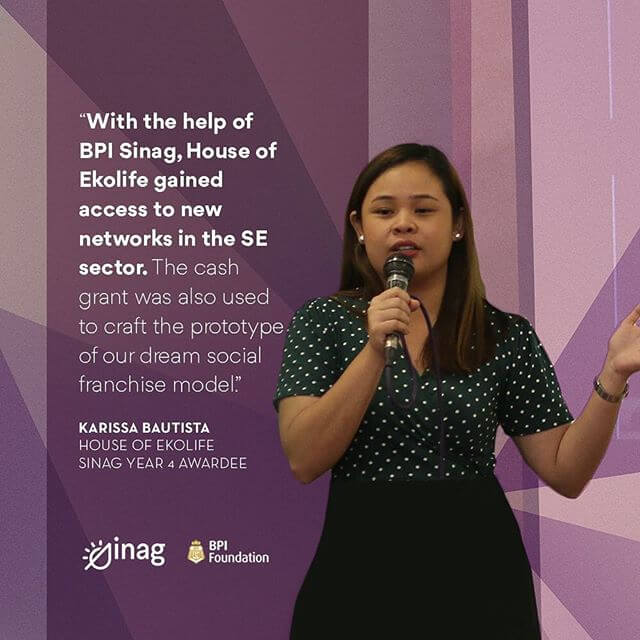 “With the help of
BPI Sinag, House of
Ekolife gained
access to new
networks in the SE
sector. The cash
grant was also used
to craft the prototype
of our dream social
franchise model.”
KARISSA BAUTISTA
HOUSE OF EKOLIFE
SINAG YEAR 4 AWARDEE
sinag
BPI
Foundation